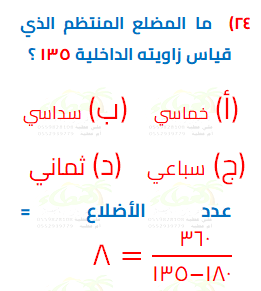 ٢٤) ما المضلع المنتظم الذي
قياس زاويته الداخلية ١٣٥ ؟
(أ) خماسي (ب) سداسي
(ج) سباعي (د) ثماني
عدد الأضلاع =
٣٦٠
٨ =
١٨٠-١٣٥